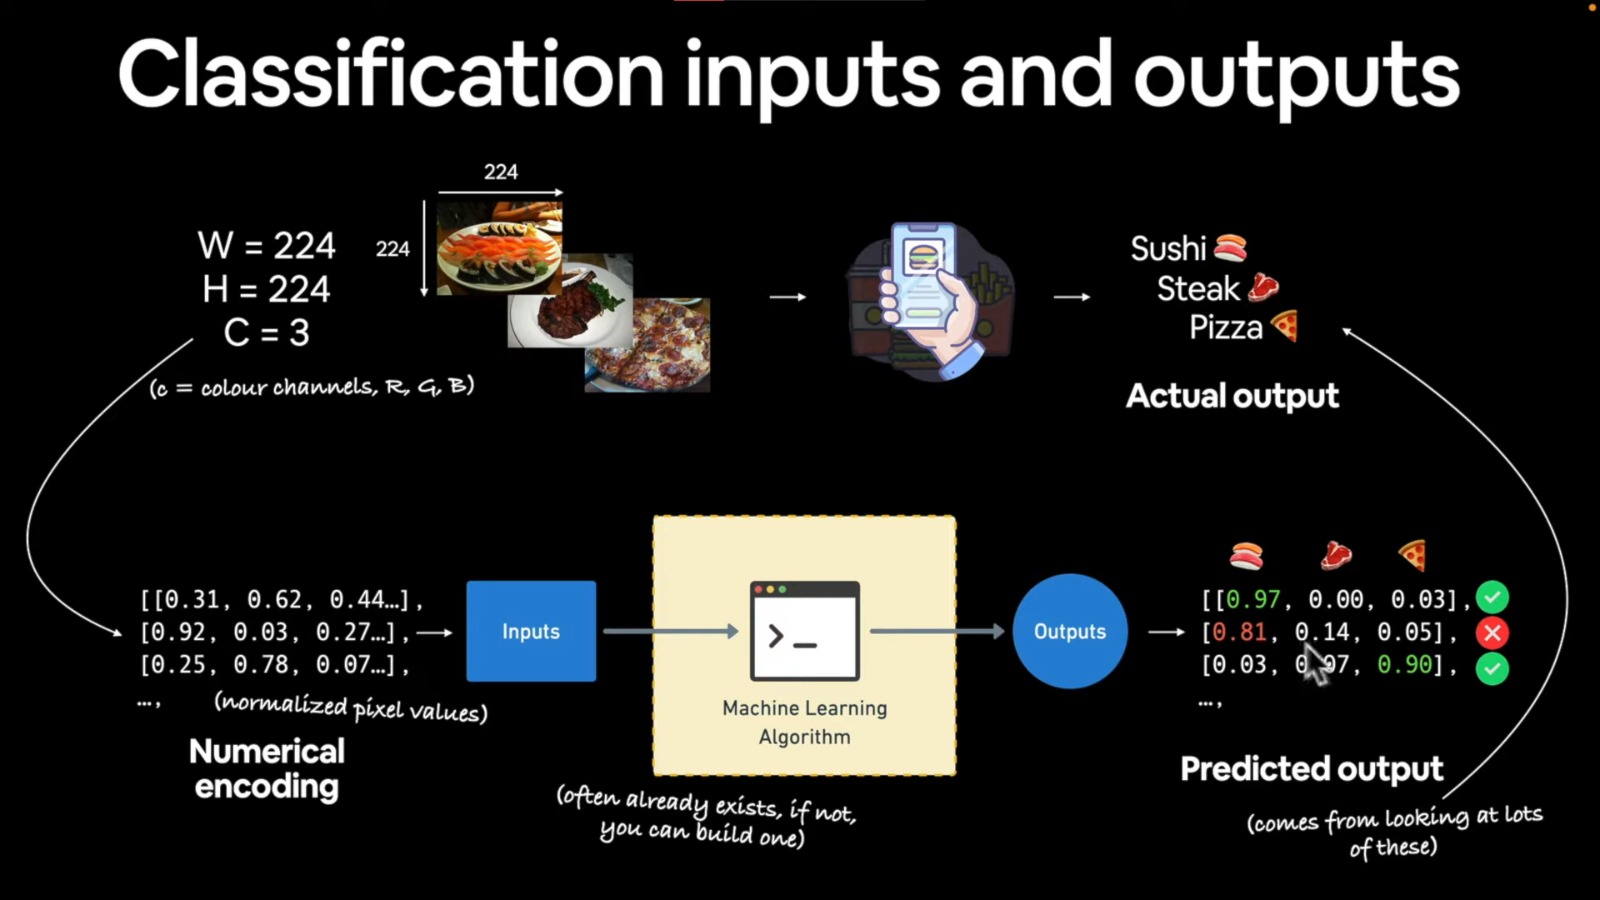 Classification inputs and outputs
224
224
W = 224
H = 224
C = 3
(c = colour channels, R, G, B)
Sushi
Steak
Pizza
Actual output
[[0.31, 0.62, 0.44…],
[0.92, 0.03, 0.27…],
[0.25, 0.78, 0.07…],
…,
(normalized pixel values)
Numerical
encoding
Inputs
Machine Learning
Algorithm
(often already exists, if not,
you can build one)
Outputs
[[0.97, 0.00, 0.03],
[0.81, 0.14, 0.05],
[0.03, 0.07, 0.90],
…,
Predicted output
(comes from looking at lots
of these)